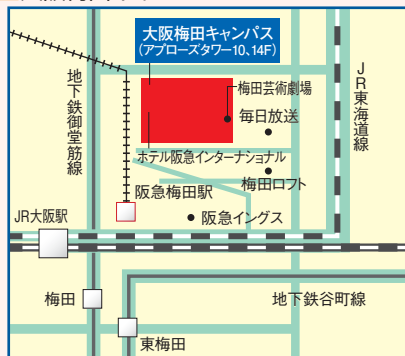 大阪梅田キャンパス
(アプローズタワー10、14F)
地下鉄御堂筋線
JR東海道線
梅田芸術劇場
毎日放送
ホテル阪急インターナショナル
梅田ロフト
阪急梅田駅
阪急イングス
JR大阪駅
梅田
地下鉄谷町線
東梅田